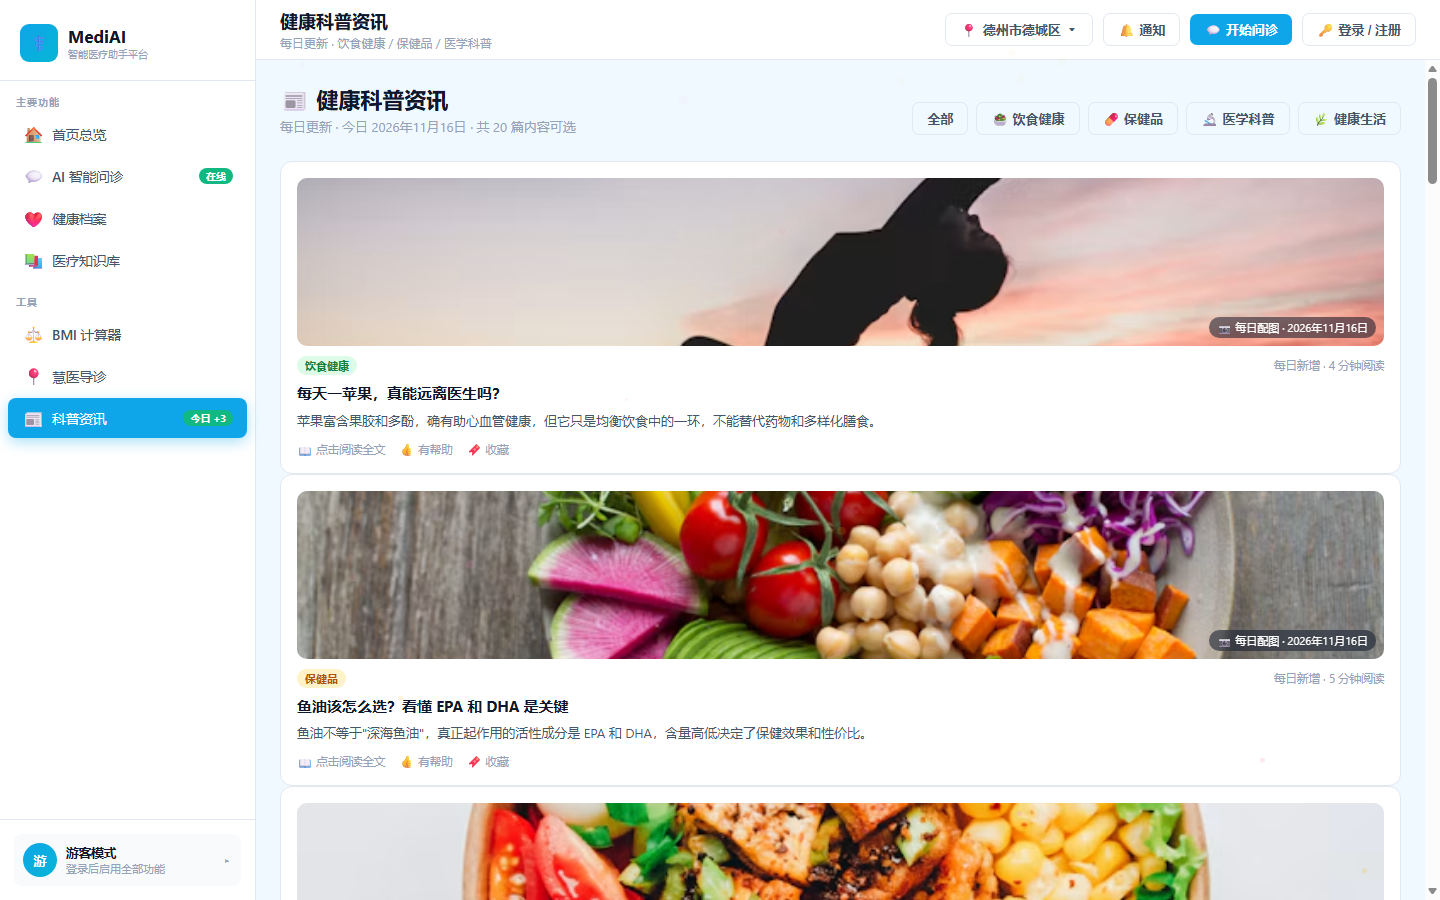 MediAI
智能医疗助手平台
主要功能
首页总览
AI 智能问诊
在线
健康档案
医疗知识库
工具
BMI 计算器
慧医导诊
科普资讯
今日 +3
游
游客模式
登录后启用全部功能
健康科普资讯
每日更新 · 饮食健康 / 保健品 / 医学科普
德州市德城区
通知
开始问诊
登录 / 注册
健康科普资讯
每日更新 · 今日 2026年11月16日 · 共 20 篇内容可选
全部
饮食健康
保健品
医学科普
健康生活
每日配图 · 2026年11月16日
饮食健康
每日新增 · 4 分钟阅读
每天一苹果，真能远离医生吗？
苹果富含果胶和多酚，确有助心血管健康，但它只是均衡饮食中的一环，不能替代药物和多样化膳食。
点击阅读全文
有帮助
收藏
每日配图 · 2026年11月16日
保健品
每日新增 · 5 分钟阅读
鱼油该怎么选？看懂 EPA 和 DHA 是关键
鱼油不等于"深海鱼油"，真正起作用的活性成分是 EPA 和 DHA，含量高低决定了保健效果和性价比。
点击阅读全文
有帮助
收藏